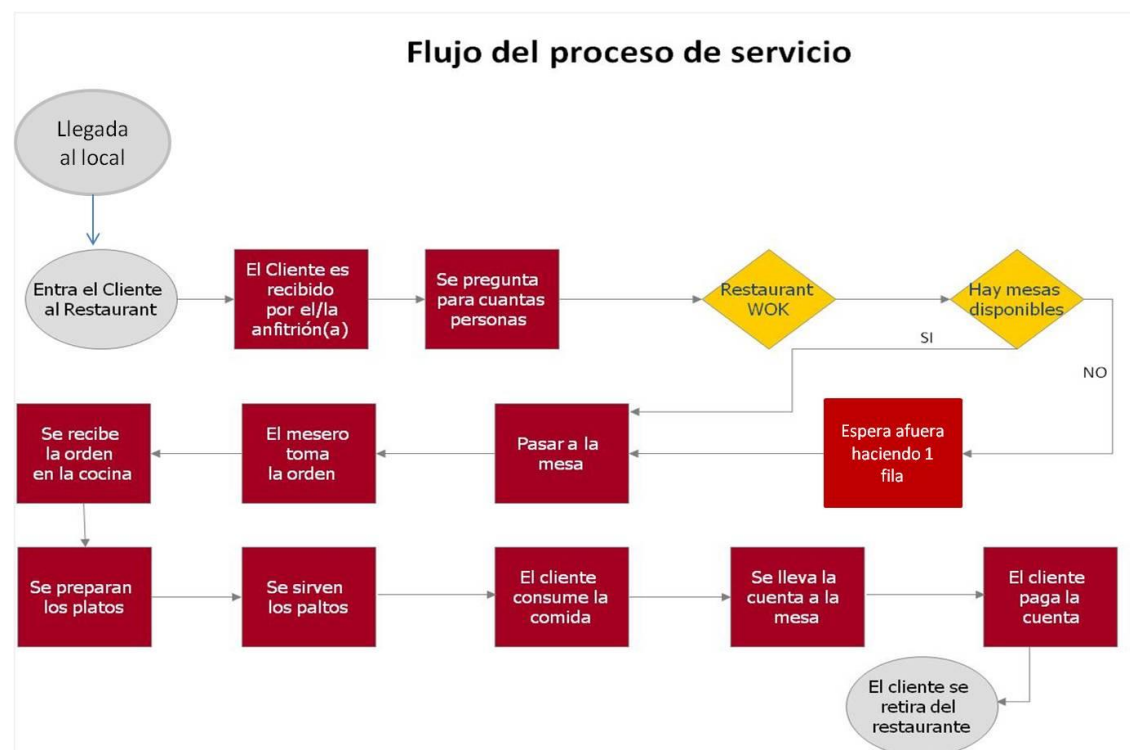 Flujo del proceso de servicio
Llegada
al local
Entra el Cliente
al Restaurant
El Cliente es
recibido
por el/la
anfitrión(a)
Se pregunta
para cuantas
personas
Restaurant
WOK
Hay mesas
disponibles
SI
NO
Espera afuera
haciendo 1
fila
Pasar a la
mesa
El mesero
toma
la orden
Se recibe
la orden
en la cocina
Se preparan
los platos
Se sirven
los paltos
El cliente
consume la
comida
Se lleva la
cuenta a la
mesa
El cliente
paga la
cuenta
El cliente se
retira del
restaurante